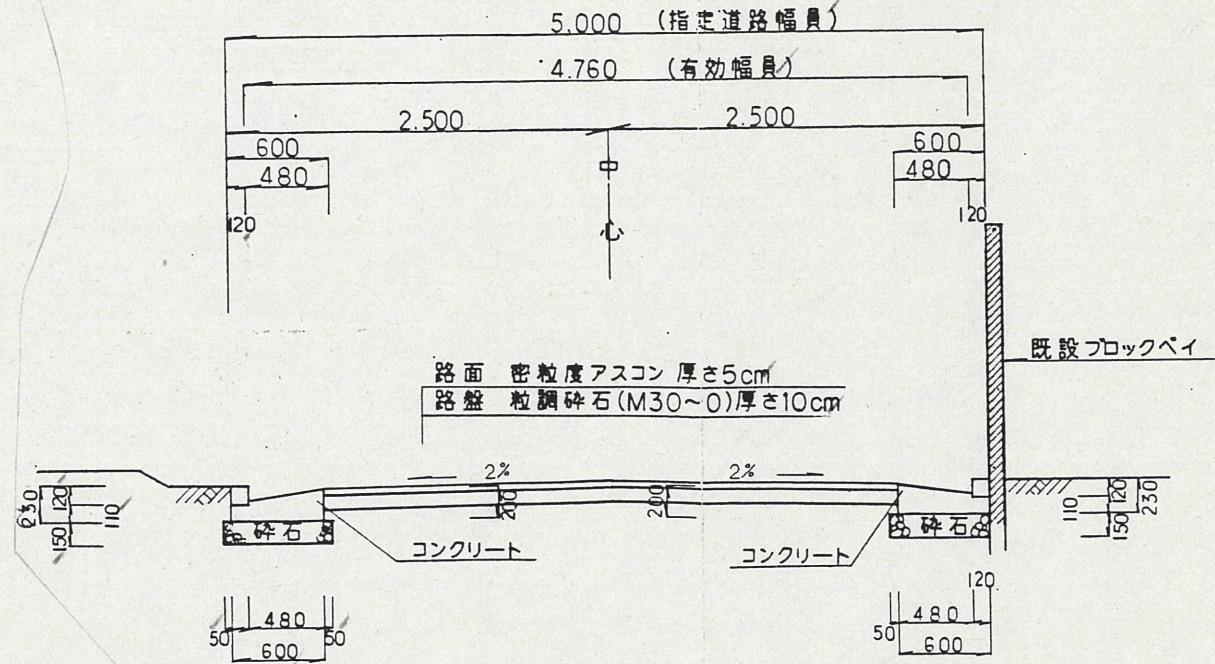 5.000 (指定道路幅員)
4.760 (有効幅員)
2.500 2.500
600 600
480 480
120 120
中
心
既設ブロックベイ
路面 密粒度アスコン 厚さ5cm
路盤 粒調砕石(M30~0)厚さ10cm
2% 2%
230 120 110 150
200 200
110 150 120 230
砕石 砕石
コンクリート コンクリート
120
50 480 50
600
50 480
600